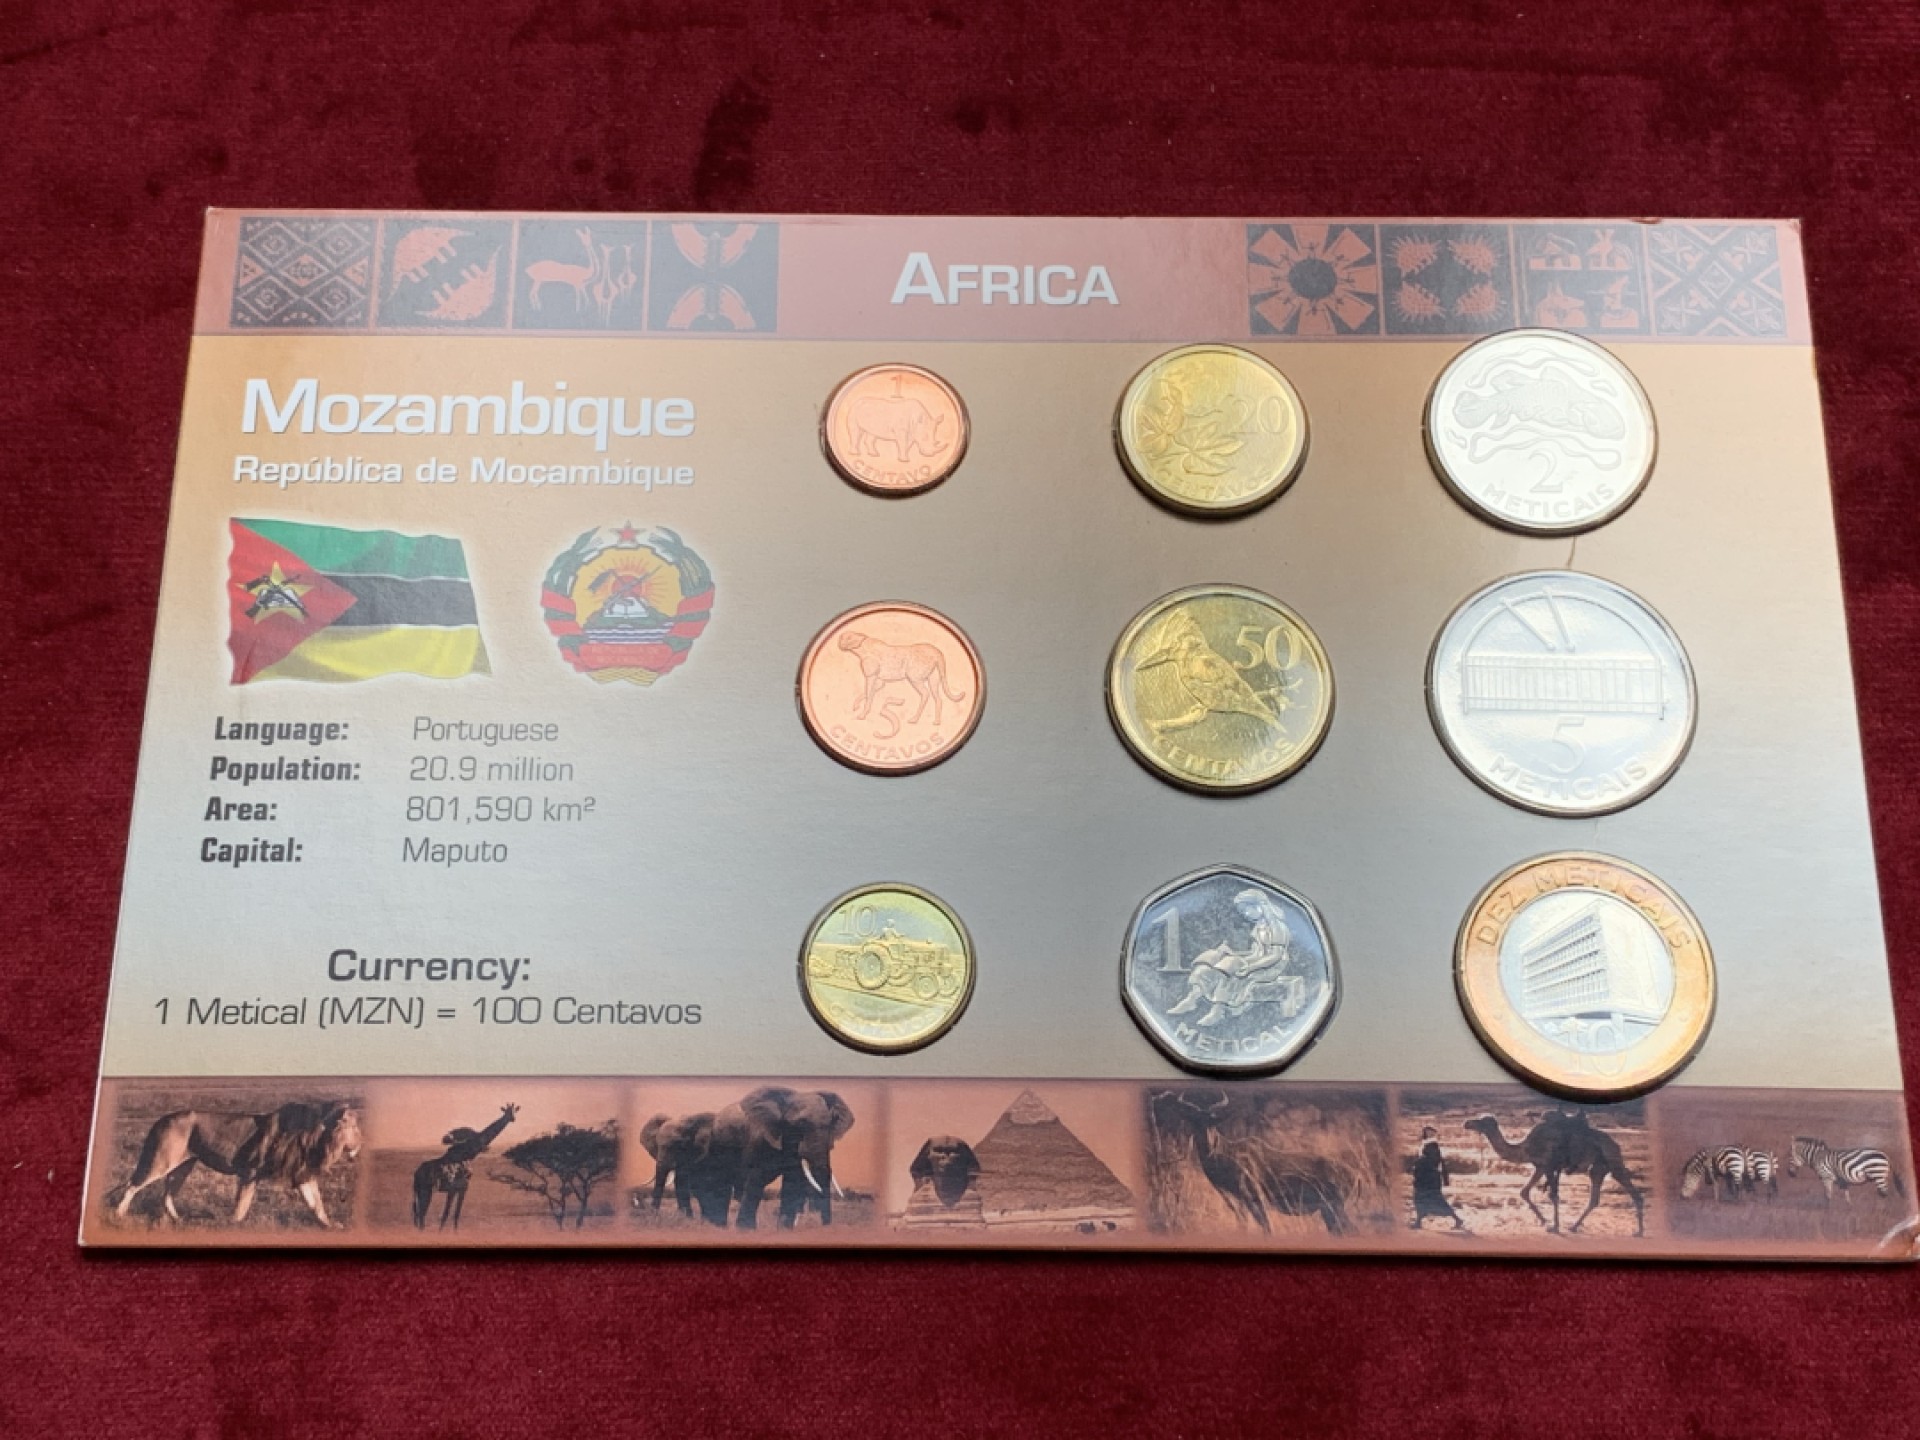 AFRICA
Mozambique
República de Moçambique
Language: Portuguese
Population: 20.9 million
Area: 801,590 km²
Capital: Maputo
Currency:
1 Metical (MZN) = 100 Centavos
1
CENTAVO
20
CENTAVOS
2
METICAIS
5
CENTAVOS
50
CENTAVOS
5
METICAIS
10
CENTAVOS
1
METICAL
DEZ METICAIS
10